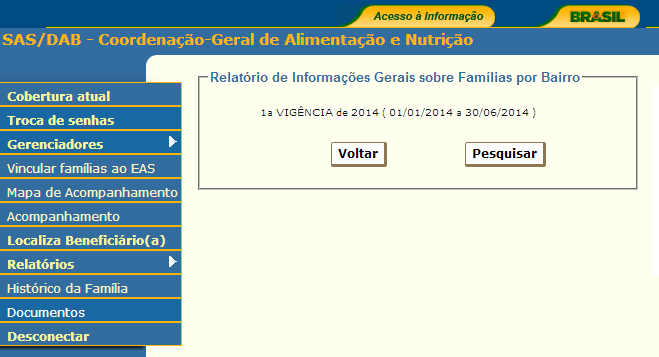 Acesso à Informação
BRASIL
SAS/DAB - Coordenação-Geral de Alimentação e Nutrição
Cobertura atual
Troca de senhas
Gerenciadores
Vincular famílias ao EAS
Mapa de Acompanhamento
Acompanhamento
Localiza Beneficiário(a)
Relatórios
Histórico da Família
Documentos
Desconectar
Relatório de Informações Gerais sobre Famílias por Bairro
1a VIGÊNCIA de 2014 ( 01/01/2014 a 30/06/2014 )
Voltar
Pesquisar